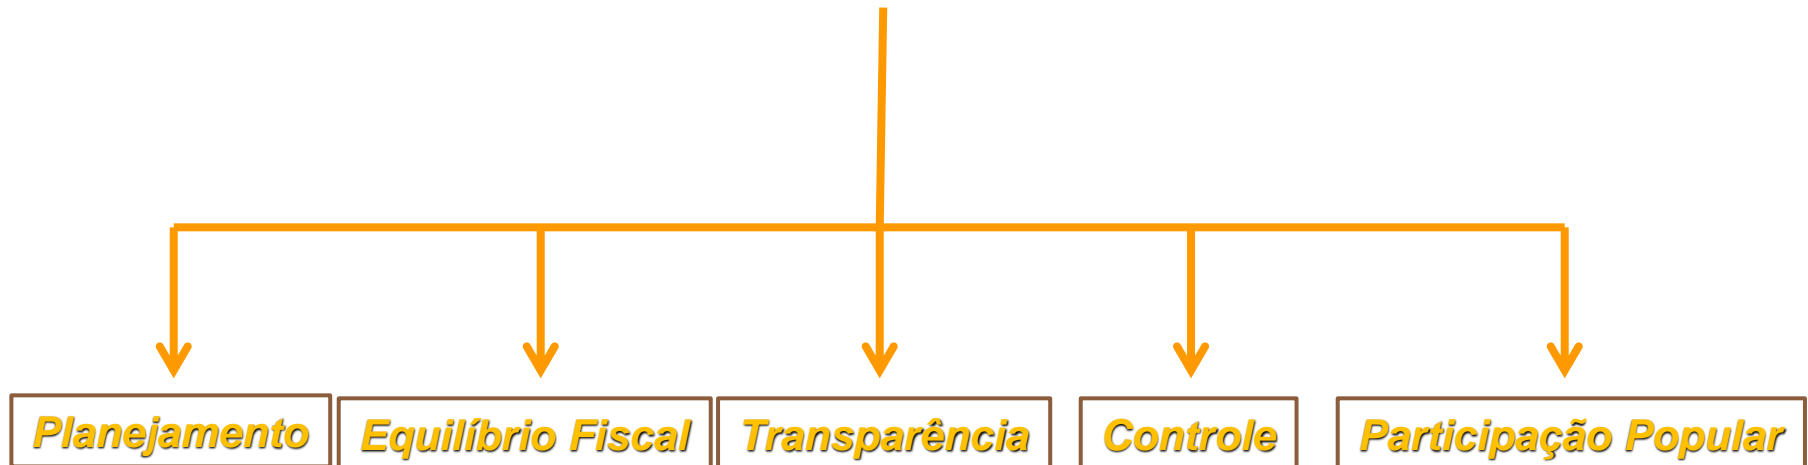 Planejamento
Equilíbrio Fiscal
Transparência
Controle
Participação Popular